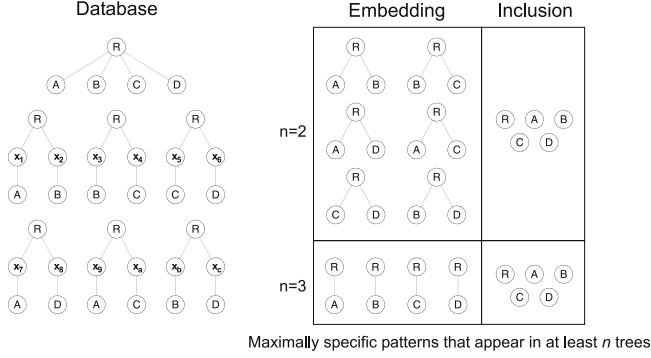 Database
R
A B C D
R R R
x1 x2 x3 x4 x5 x6
A B B C C D
R R R
x7 x8 x9 xa xb xc
A D A C B D
Embedding Inclusion
n=2
R R
A B B C
R R
A D A C
R R
C D B D
R A B
C D
n=3
R R R R
A B C D
R A B
C D
Maximally specific patterns that appear in at least n trees